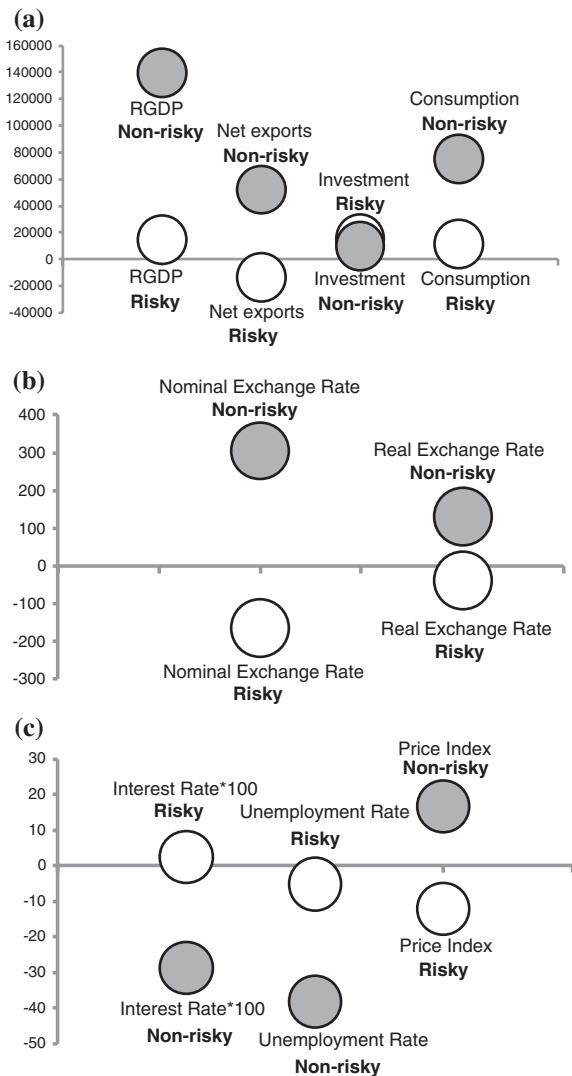 (a)
160000
140000
120000
100000
80000
60000
40000
20000
0
-20000
-40000
RGDP
Non-risky
Net exports
Non-risky
Investment
Risky
Consumption
Non-risky
RGDP
Risky
Net exports
Risky
Investment
Non-risky
Consumption
Risky
(b)
400
300
200
100
0
-100
-200
-300
Nominal Exchange Rate
Non-risky
Real Exchange Rate
Non-risky
Nominal Exchange Rate
Risky
Real Exchange Rate
Risky
(c)
30
20
10
0
-10
-20
-30
-40
-50
Interest Rate*100
Risky
Unemployment Rate
Risky
Price Index
Non-risky
Interest Rate*100
Non-risky
Unemployment Rate
Non-risky
Price Index
Risky